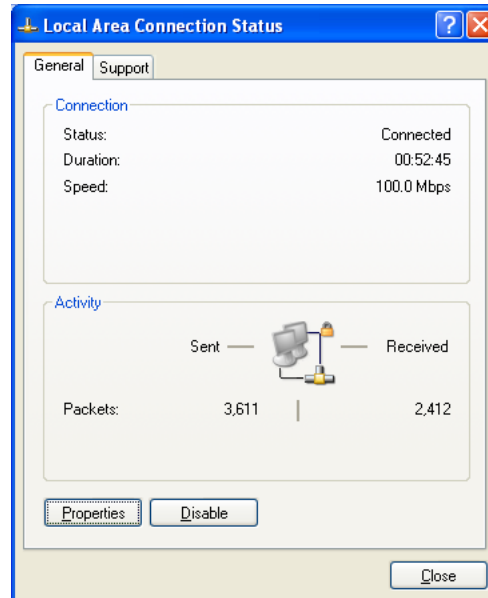 Local Area Connection Status
General Support
Connection
Status: Connected
Duration: 00:52:45
Speed: 100.0 Mbps
Activity
Sent Received
Packets: 3,611 2,412
Properties Disable
Close